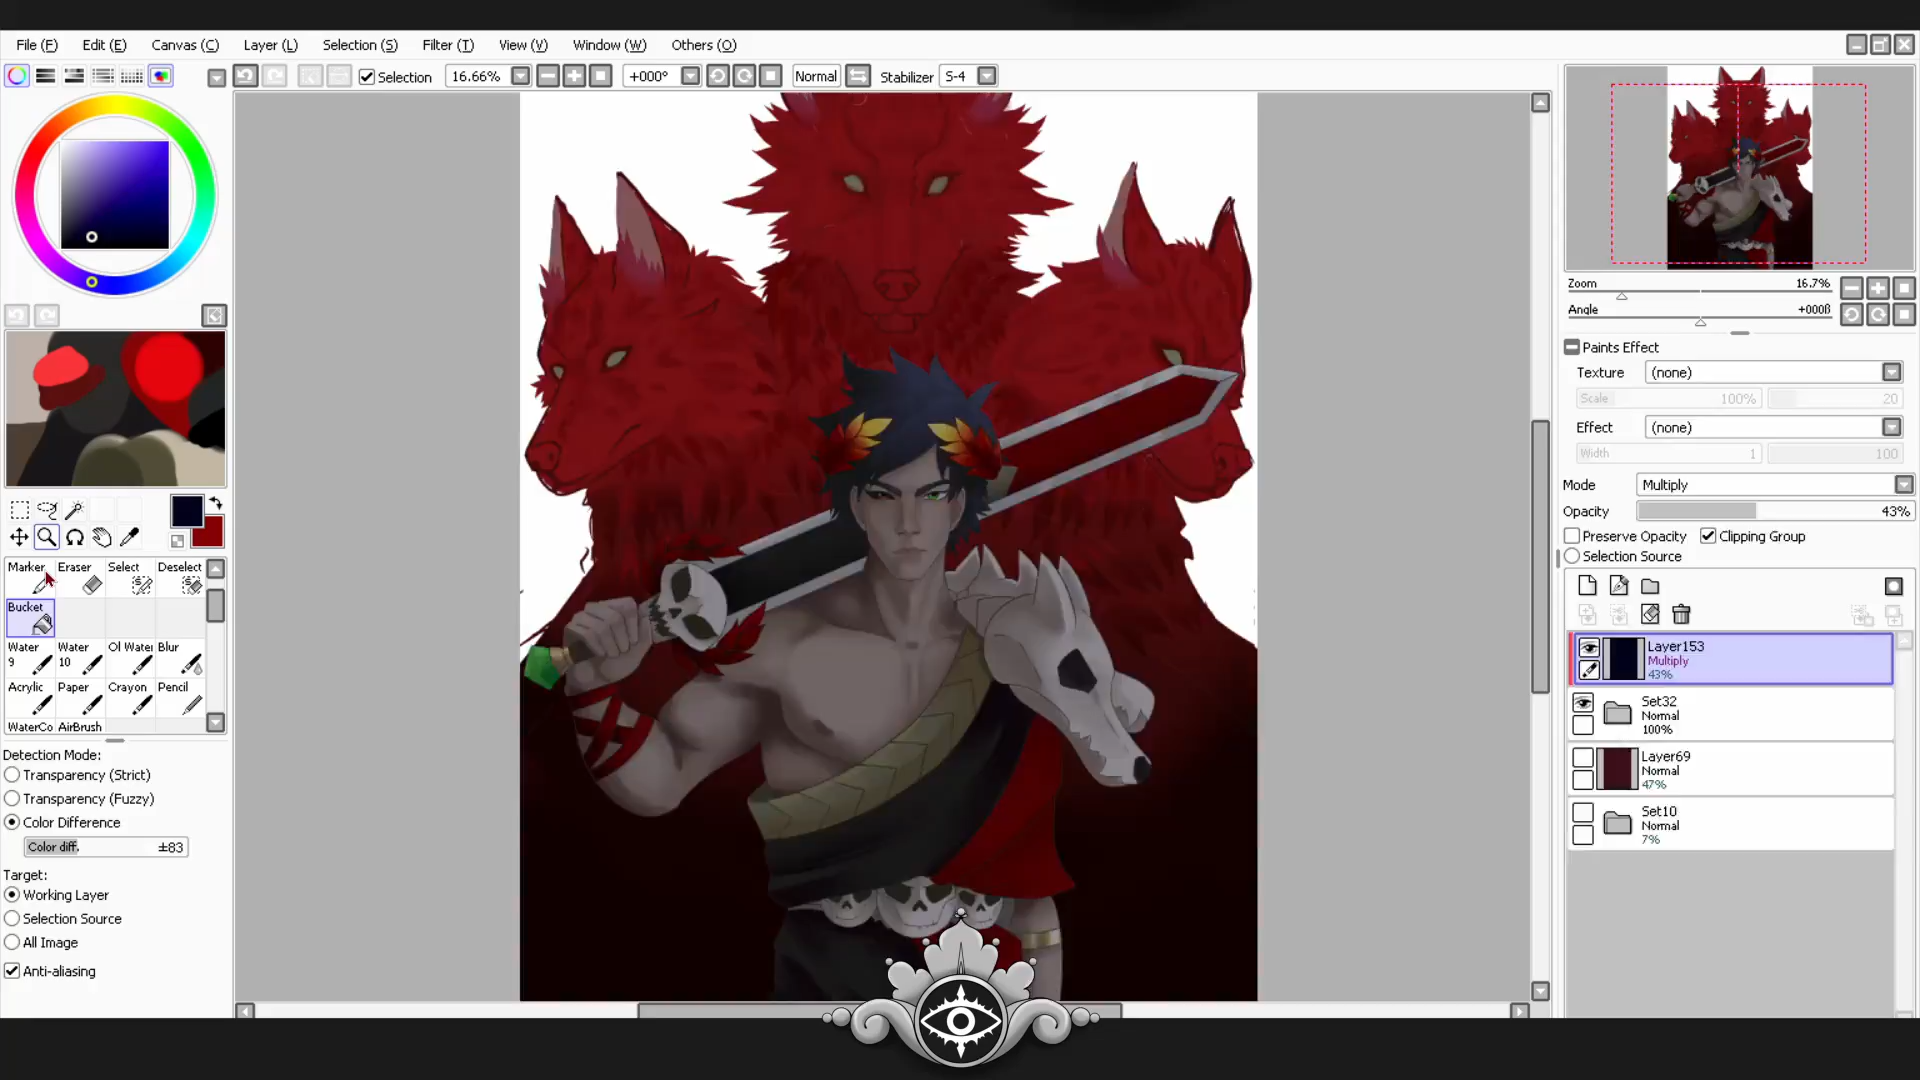 File (F) Edit (E) Canvas (C) Layer (L) Selection (S) Filter (T) View (V) Window (W) Others (O)
Selection 16.66% +000° Normal Stabilizer S-4
Zoom 16.7%
Angle +000ß
Paints Effect
Texture (none)
Scale 100% 20
Effect (none)
Width 1 100
Mode Multiply
Opacity 43%
Preserve Opacity Clipping Group
Selection Source
Marker Eraser Select Deselect
Bucket
Water 9 Water 10 Ol Water Blur
Acrylic Paper Crayon Pencil
WaterCo AirBrush
Detection Mode:
Transparency (Strict)
Transparency (Fuzzy)
Color Difference
Color diff. ±83
Target:
Working Layer
Selection Source
All Image
Anti-aliasing
Layer153
Multiply
43%
Set32
Normal
100%
Layer69
Normal
47%
Set10
Normal
7%